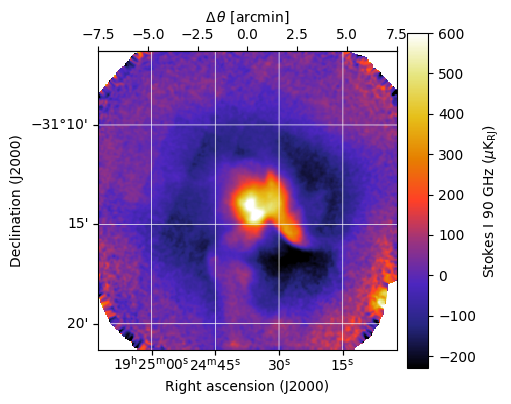 Δθ [arcmin]
−7.5 −5.0 −2.5 0.0 2.5 5.0 7.5
600
500
400
300
200
100
0
−100
−200
Stokes I 90 GHz (μK_RJ)
−31°10'
15'
20'
Declination (J2000)
19ʰ25ᵐ00ˢ 24ᵐ45ˢ 30ˢ 15ˢ
Right ascension (J2000)